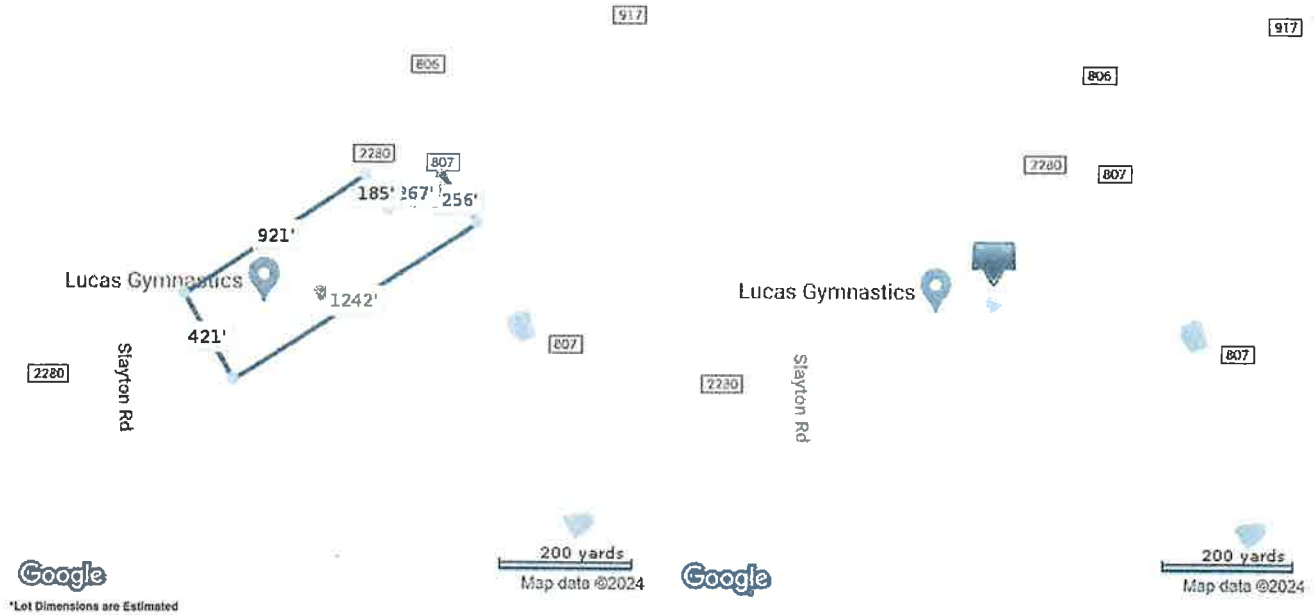 917
806
2280
807
185'
256'
921'
Lucas Gymnastics
1242'
421'
807
2280
Slayton Rd
200 yards
Google
Map data ©2024
*Lot Dimensions are Estimated
917
806
2280
807
Lucas Gymnastics
807
2280
Slayton Rd
200 yards
Google
Map data ©2024